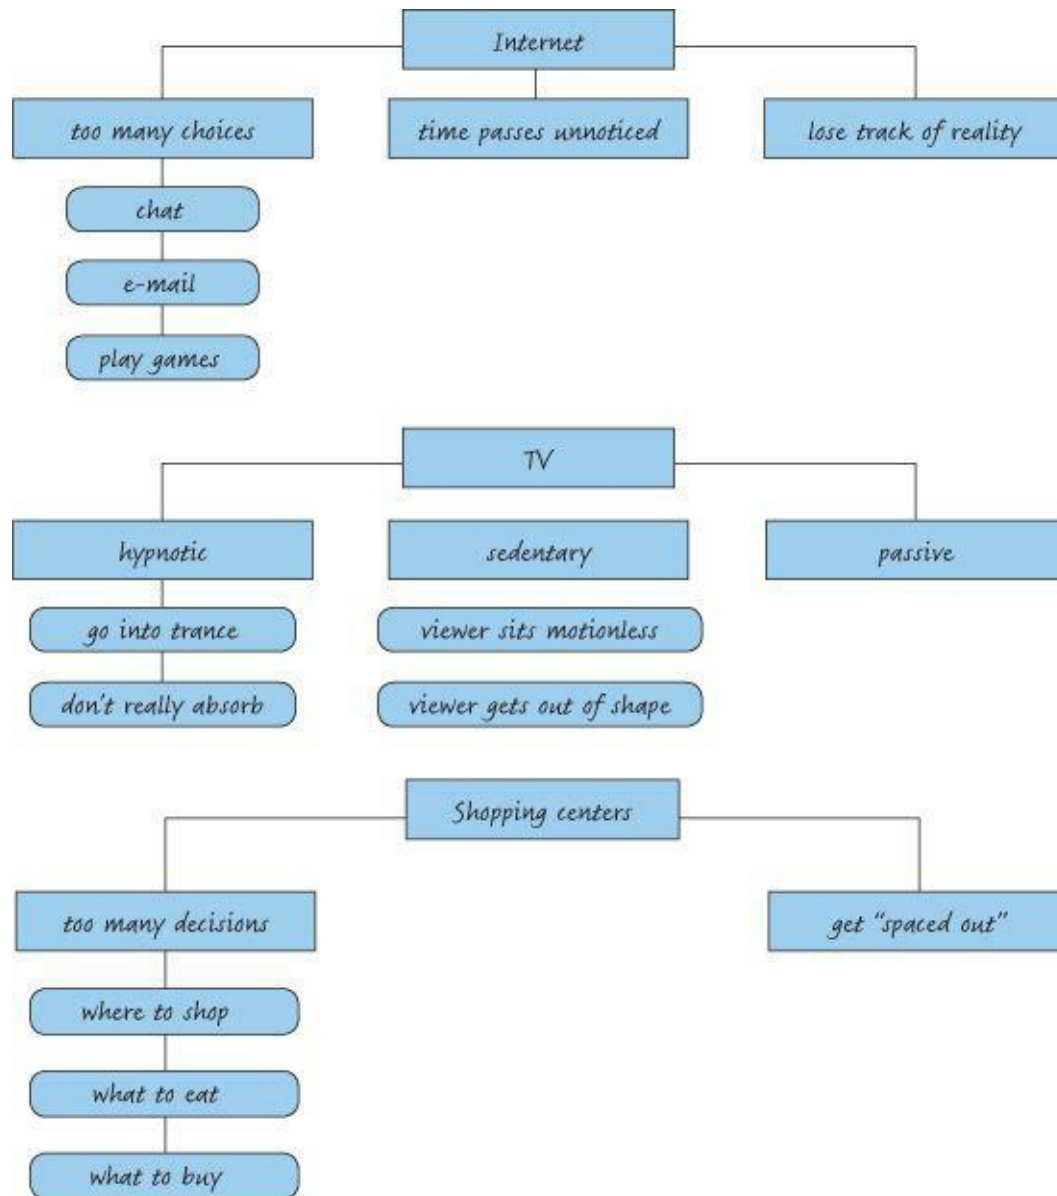 Internet
too many choices
time passes unnoticed
lose track of reality
chat
e-mail
play games
TV
hypnotic
sedentary
passive
go into trance
viewer sits motionless
don't really absorb
viewer gets out of shape
Shopping centers
too many decisions
get "spaced out"
where to shop
what to eat
what to buy